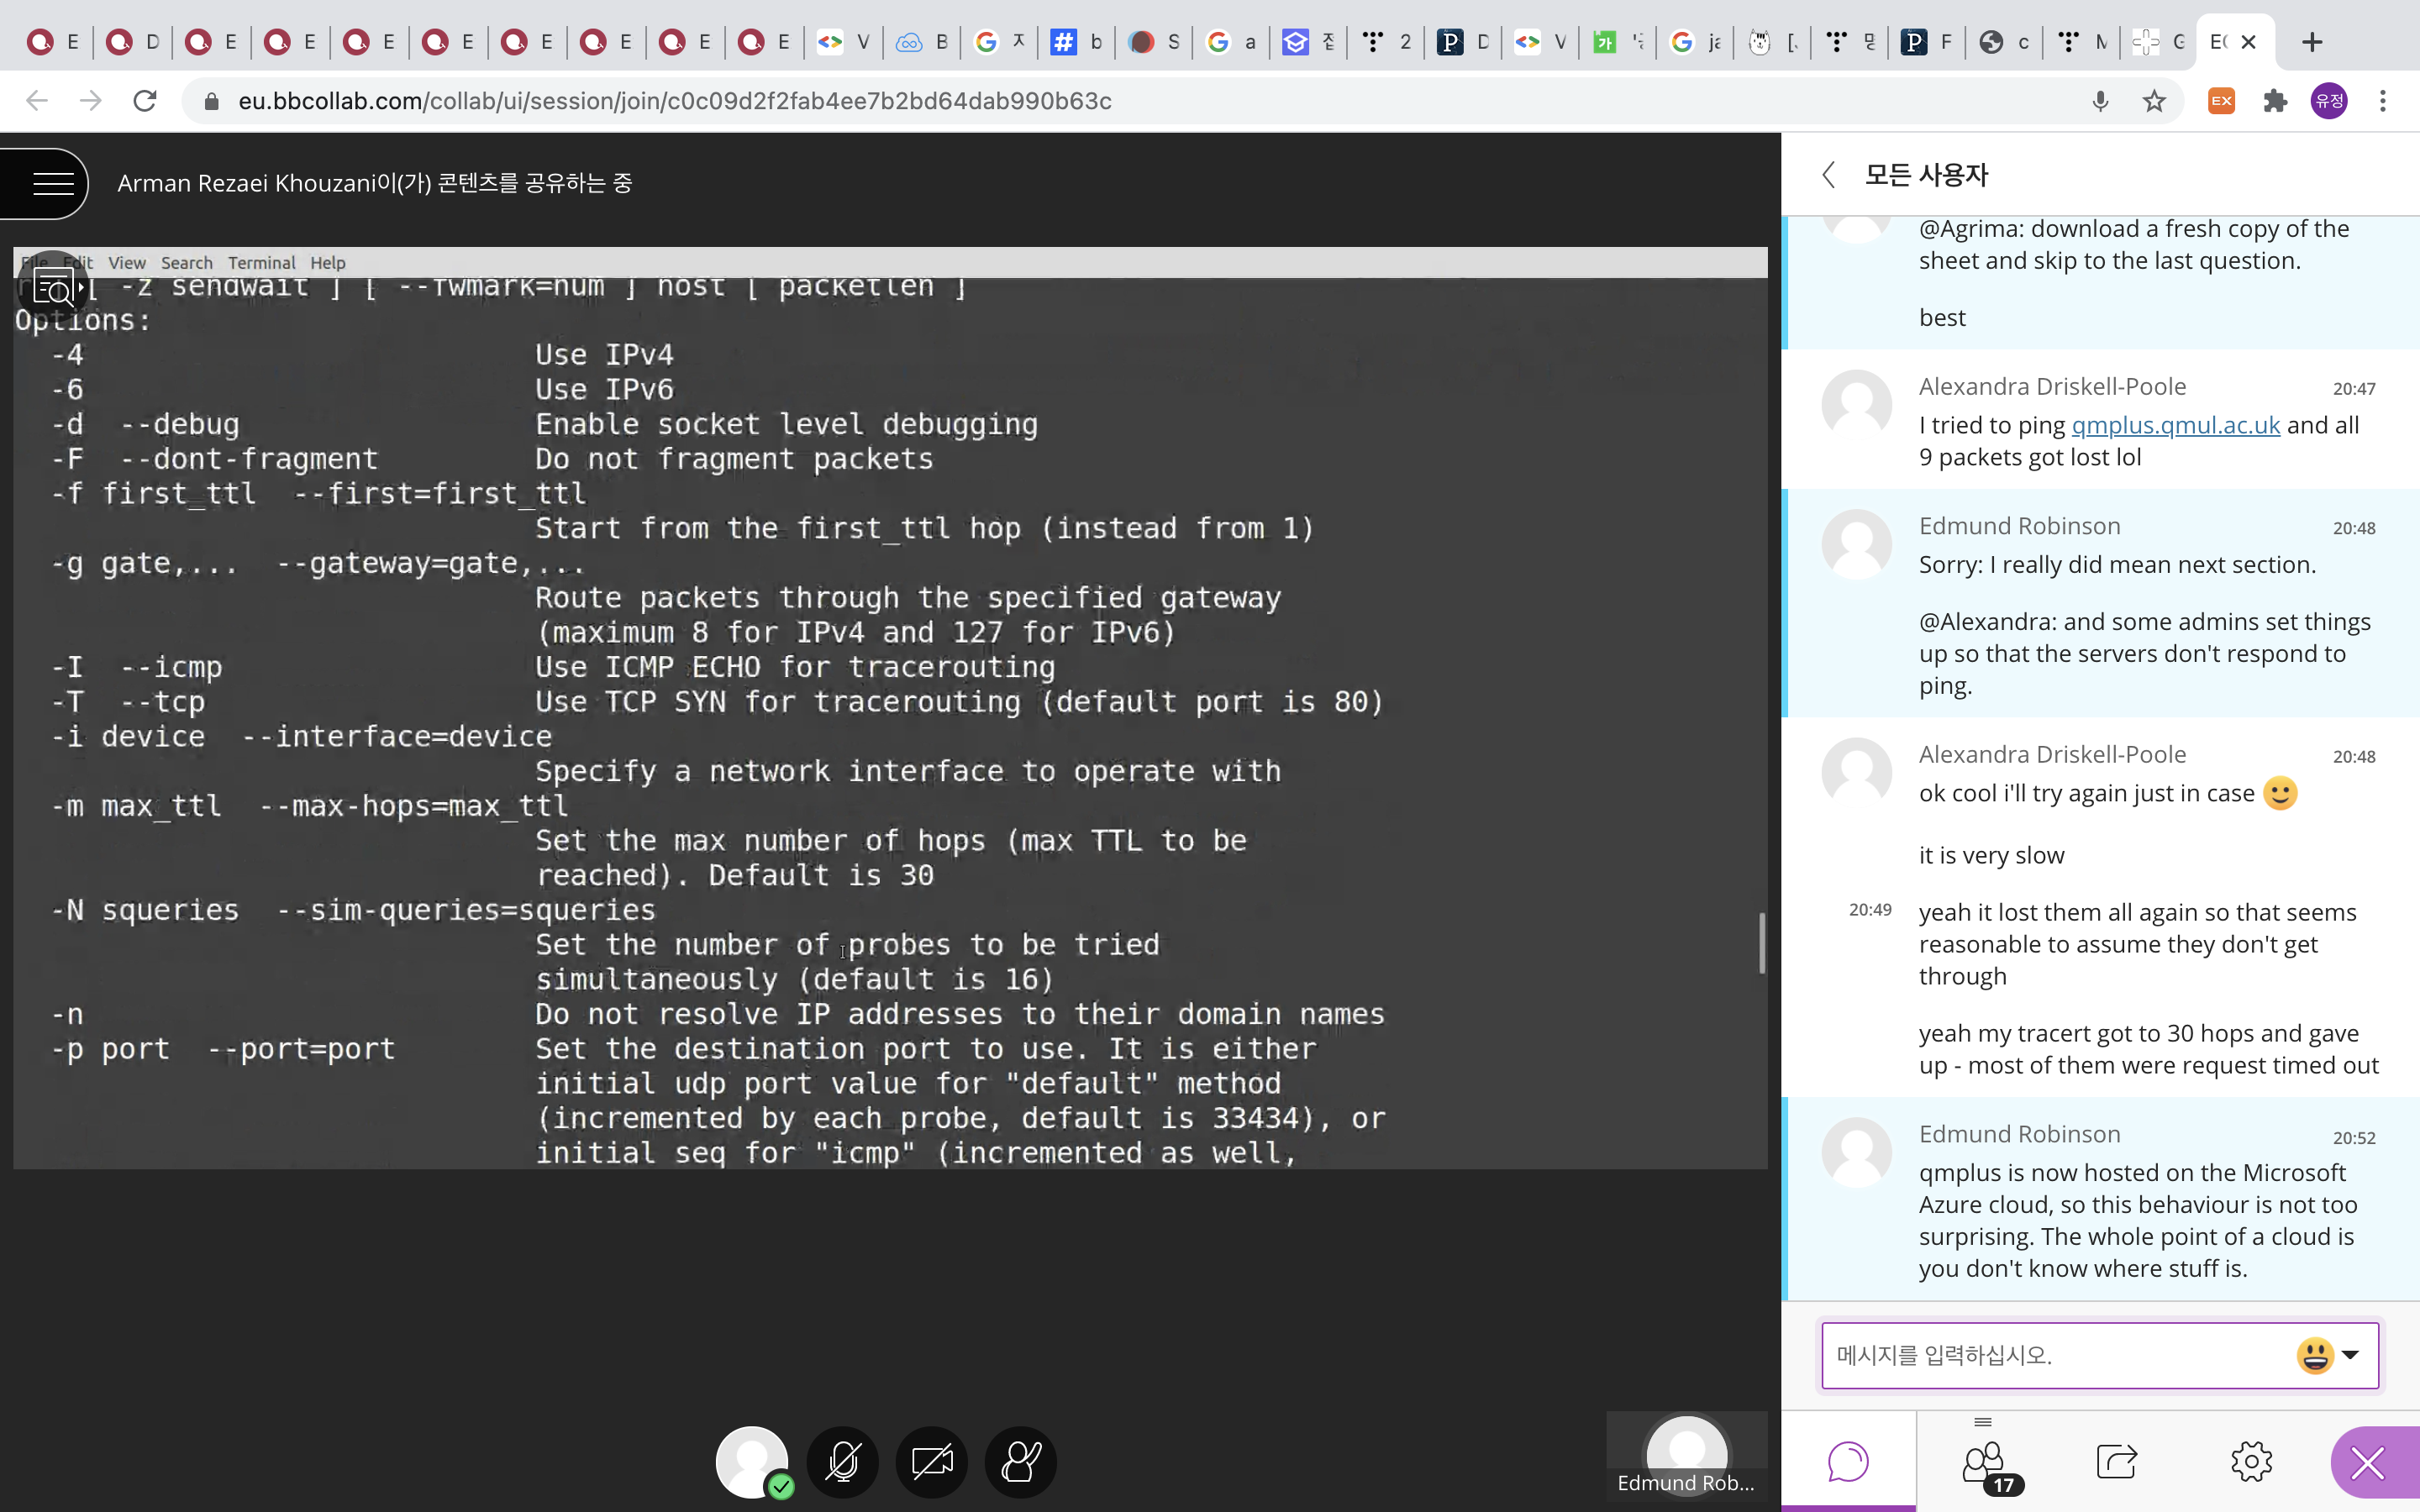 E
D
E
E
E
E
E
E
E
E
V
B
ㅈ
b
S
a
2
D
V
F
c
M
G
E
eu.bbcollab.com/collab/ui/session/join/c0c09d2f2fab4ee7b2bd64dab990b63c
EX
유정
Arman Rezaei Khouzani이(가) 콘텐츠를 공유하는 중
File Edit View Search Terminal Help
[ -z sendwait ] [ --fwmark=num ] host [ packetlen ]
Options:
-4 Use IPv4
-6 Use IPv6
-d --debug Enable socket level debugging
-F --dont-fragment Do not fragment packets
-f first_ttl --first=first_ttl
Start from the first_ttl hop (instead from 1)
-g gate,... --gateway=gate,...
Route packets through the specified gateway
(maximum 8 for IPv4 and 127 for IPv6)
-I --icmp Use ICMP ECHO for tracerouting
-T --tcp Use TCP SYN for tracerouting (default port is 80)
-i device --interface=device
Specify a network interface to operate with
-m max_ttl --max-hops=max_ttl
Set the max number of hops (max TTL to be
reached). Default is 30
-N squeries --sim-queries=squeries
Set the number of probes to be tried
simultaneously (default is 16)
-n Do not resolve IP addresses to their domain names
-p port --port=port Set the destination port to use. It is either
initial udp port value for "default" method
(incremented by each probe, default is 33434), or
initial seq for "icmp" (incremented as well,
Edmund Rob...
모든 사용자
@Agrima: download a fresh copy of the
sheet and skip to the last question.
best
Alexandra Driskell-Poole 20:47
I tried to ping qmplus.qmul.ac.uk and all
9 packets got lost lol
Edmund Robinson 20:48
Sorry: I really did mean next section.
@Alexandra: and some admins set things
up so that the servers don't respond to
ping.
Alexandra Driskell-Poole 20:48
ok cool i'll try again just in case
it is very slow
20:49 yeah it lost them all again so that seems
reasonable to assume they don't get
through
yeah my tracert got to 30 hops and gave
up - most of them were request timed out
Edmund Robinson 20:52
qmplus is now hosted on the Microsoft
Azure cloud, so this behaviour is not too
surprising. The whole point of a cloud is
you don't know where stuff is.
메시지를 입력하십시오.
17